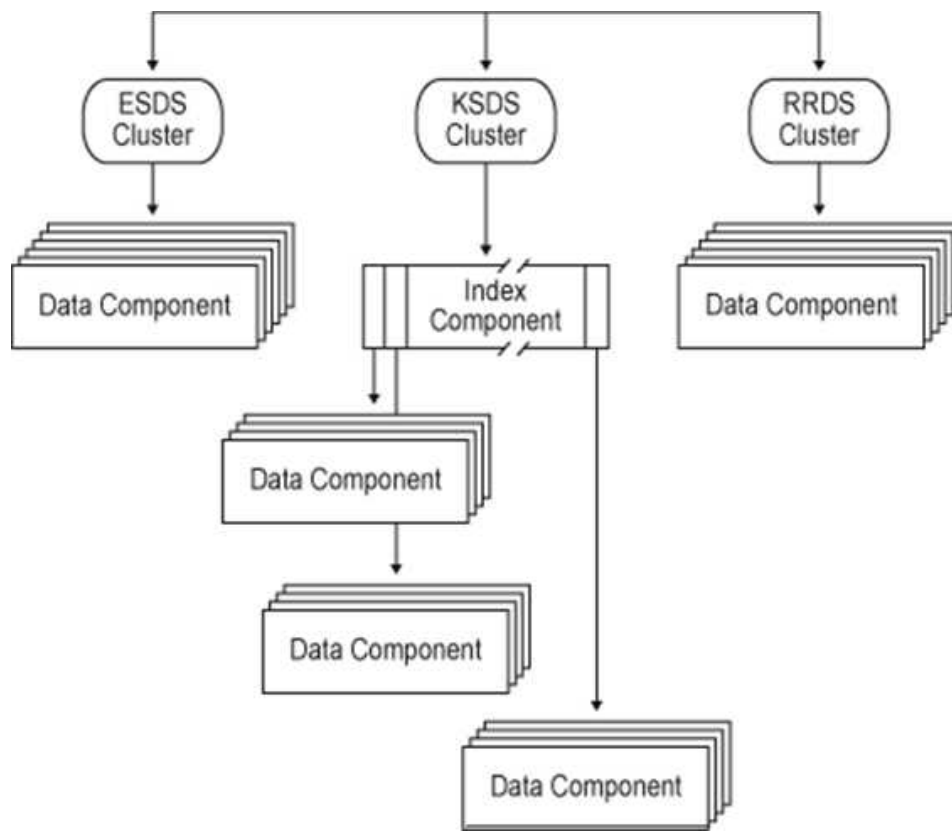 ESDS
Cluster
KSDS
Cluster
RRDS
Cluster
Data Component
Index
Component
Data Component
Data Component
Data Component
Data Component